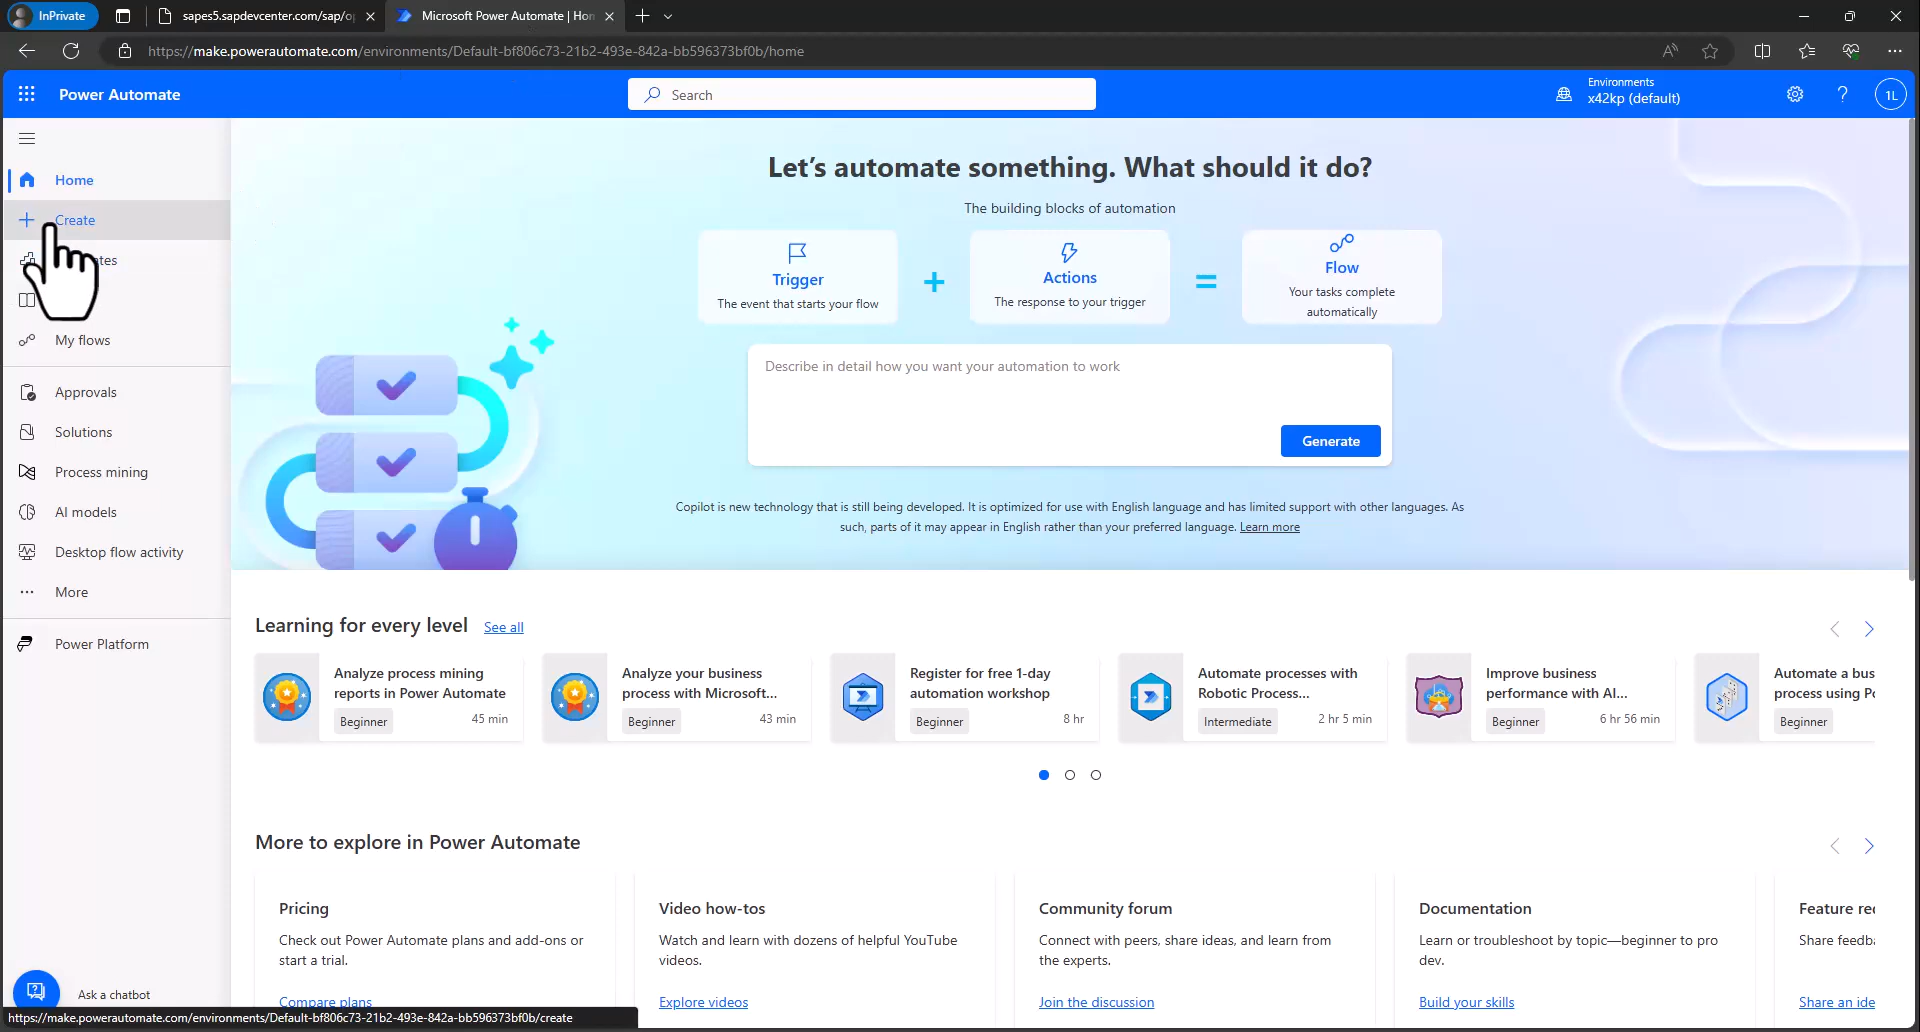 InPrivate
sapes5.sapdevcenter.com/sap/o
Microsoft Power Automate | Hon
https://make.powerautomate.com/environments/Default-bf806c73-21b2-493e-842a-bb596373bf0b/home
Power Automate
Search
Environments
x42kp (default)
1L
Home
Create
My flows
Approvals
Solutions
Process mining
AI models
Desktop flow activity
More
Power Platform
Let's automate something. What should it do?
The building blocks of automation
Trigger
The event that starts your flow
+
Actions
The response to your trigger
=
Flow
Your tasks complete
automatically
Describe in detail how you want your automation to work
Generate
Copilot is new technology that is still being developed. It is optimized for use with English language and has limited support with other languages. As
such, parts of it may appear in English rather than your preferred language. Learn more
Learning for every level See all
Analyze process mining
reports in Power Automate
Beginner 45 min
Analyze your business
process with Microsoft...
Beginner 43 min
Register for free 1-day
automation workshop
Beginner 8 hr
Automate processes with
Robotic Process...
Intermediate 2 hr 5 min
Improve business
performance with AI...
Beginner 6 hr 56 min
Automate a bus
process using Po
Beginner
More to explore in Power Automate
Pricing
Check out Power Automate plans and add-ons or
start a trial.
Compare plans
Video how-tos
Watch and learn with dozens of helpful YouTube
videos.
Explore videos
Community forum
Connect with peers, share ideas, and learn from
the experts.
Join the discussion
Documentation
Learn or troubleshoot by topic—beginner to pro
dev.
Build your skills
Feature rec
Share feedba
Share an ide
Ask a chatbot
https://make.powerautomate.com/environments/Default-bf806c73-21b2-493e-842a-bb596373bf0b/create